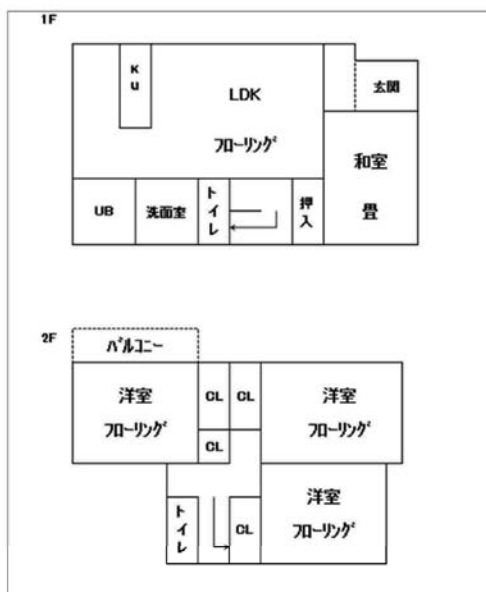 1F
KU
LDK
フローリング
玄関
和室
畳
UB
洗面室
トイレ
押入
2F
バルコニー
洋室
フローリング
CL
CL
CL
洋室
フローリング
トイレ
CL
洋室
フローリング